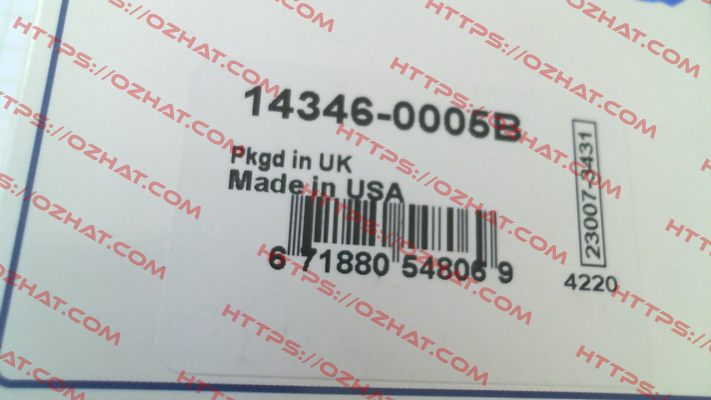 14346-0005B
Pkgd in UK
Made in USA
6 71880 54806 9
23007-3431
4220
HTTPS://OZHAT.COM